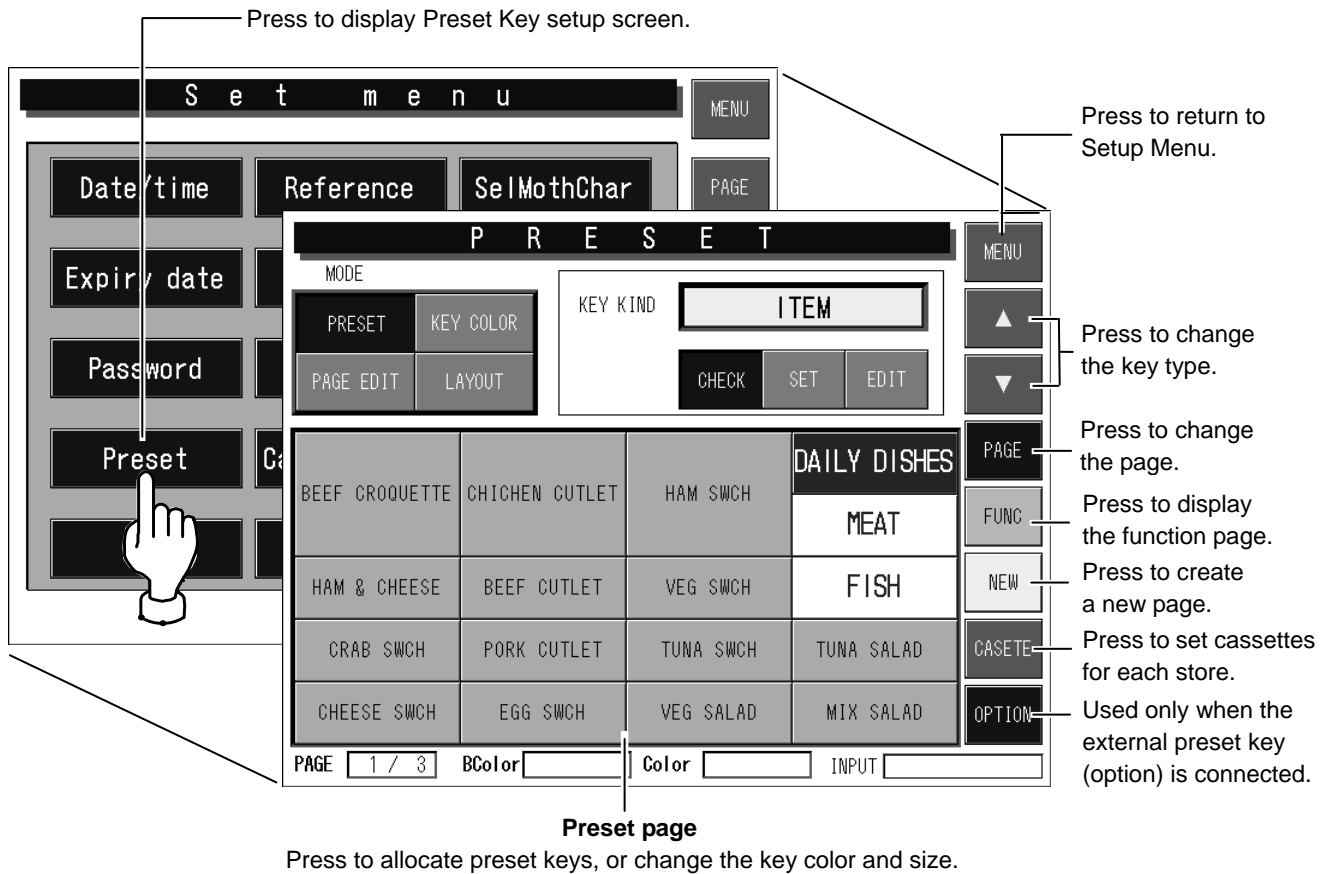 Press to display Preset Key setup screen.
Set menu
MENU
Date/time Reference SelMothChar PAGE
Expiry date
Password
Preset
PRESET
MENU
MODE
PRESET KEY COLOR
PAGE EDIT LAYOUT
KEY KIND ITEM
CHECK SET EDIT
▲
▼
PAGE
FUNC
NEW
CASETE
OPTION
BEEF CROQUETTE CHICHEN CUTLET HAM SWCH DAILY DISHES
MEAT
HAM & CHEESE BEEF CUTLET VEG SWCH FISH
CRAB SWCH PORK CUTLET TUNA SWCH TUNA SALAD
CHEESE SWCH EGG SWCH VEG SALAD MIX SALAD
PAGE 1 / 3 BColor Color INPUT
Press to return to
Setup Menu.
Press to change
the key type.
Press to change
the page.
Press to display
the function page.
Press to create
a new page.
Press to set cassettes
for each store.
Used only when the
external preset key
(option) is connected.
Preset page
Press to allocate preset keys, or change the key color and size.